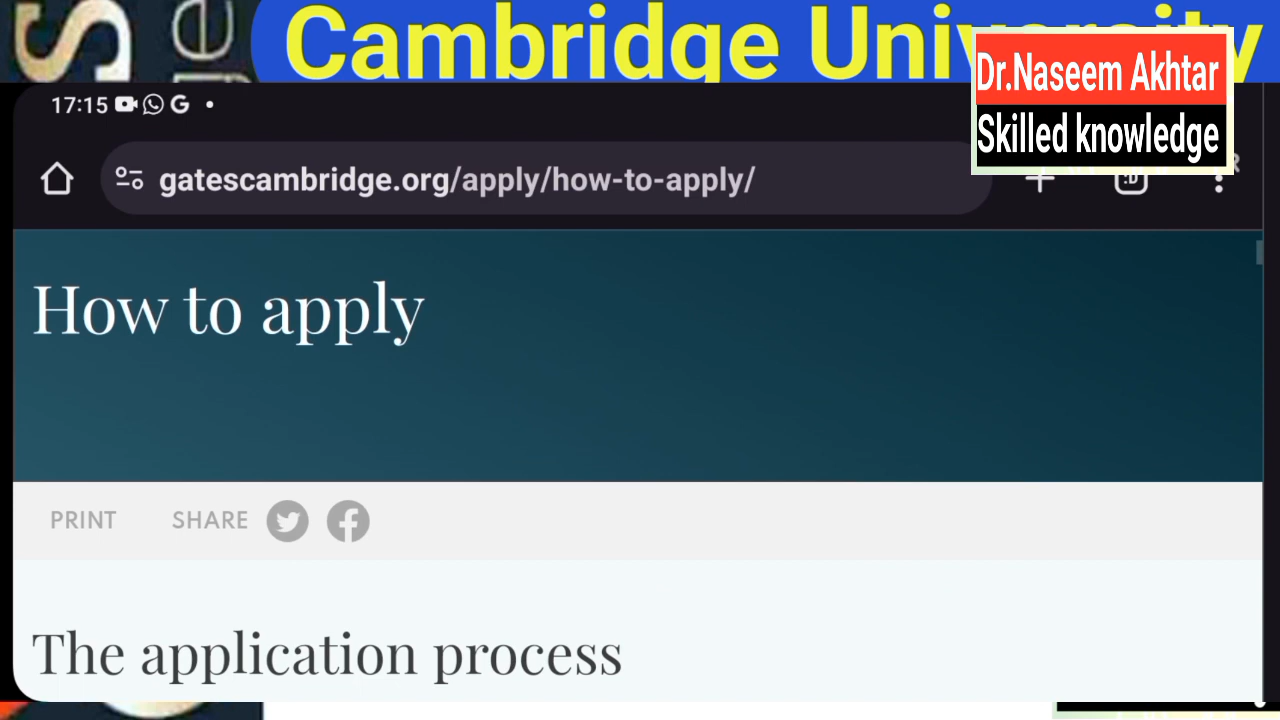 Cambridge University
Dr.Naseem Akhtar
Skilled knowledge
17:15
gatescambridge.org/apply/how-to-apply/
:D
How to apply
PRINT SHARE
The application process